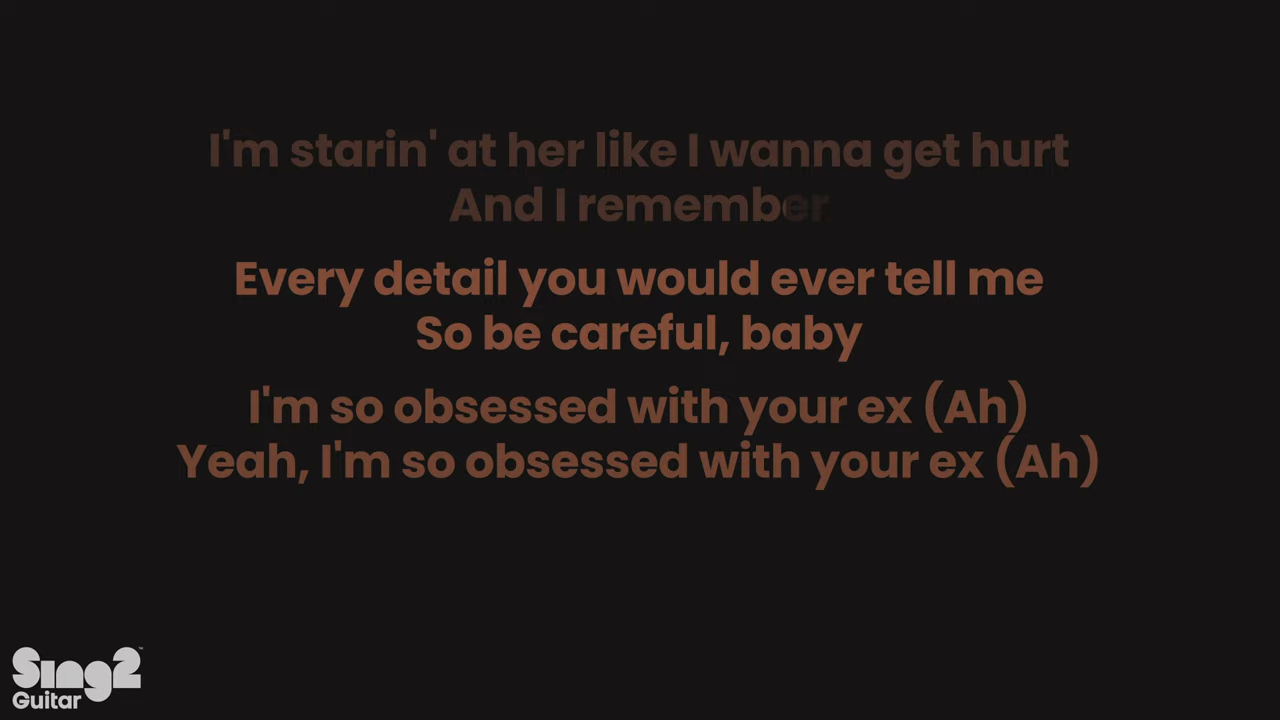 I'm starin' at her like I wanna get hurt
And I remember
Every detail you would ever tell me
So be careful, baby
I'm so obsessed with your ex (Ah)
Yeah, I'm so obsessed with your ex (Ah)
Sing2
Guitar